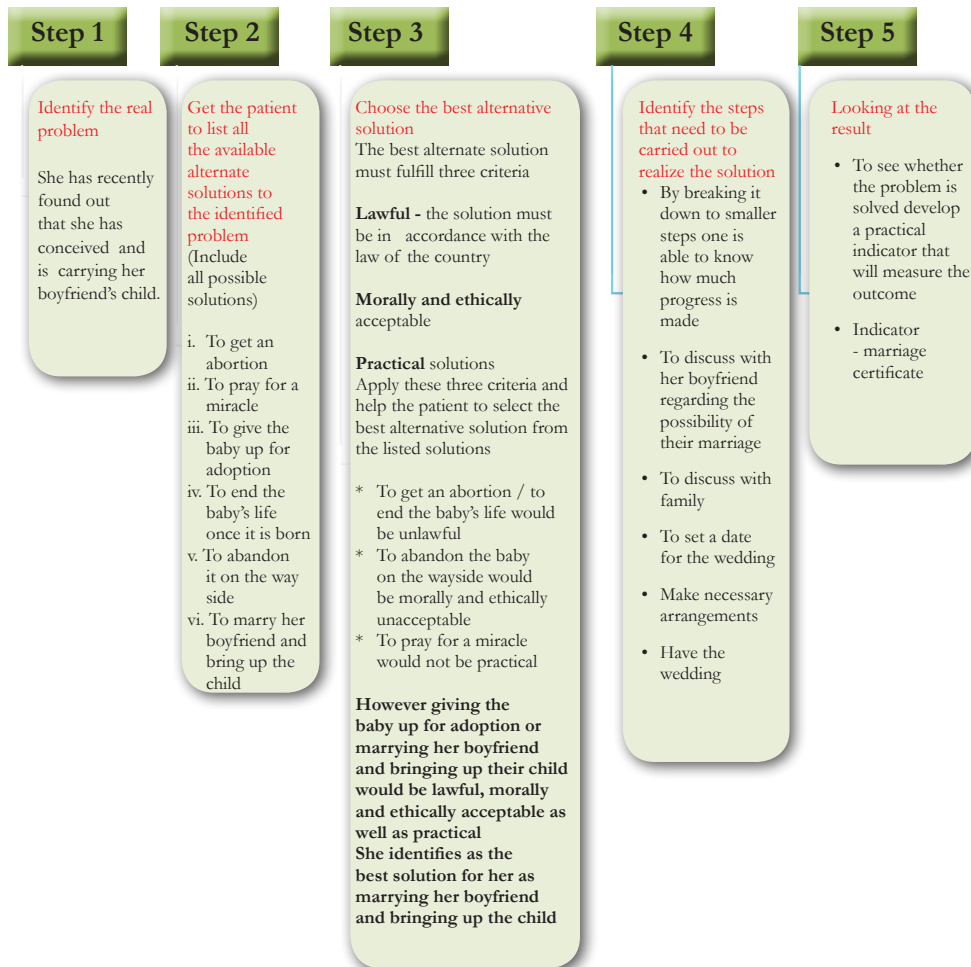 Step 1
Identify the real
problem
She has recently
found out
that she has
conceived and
is carrying her
boyfriend's child.
Step 2
Get the patient
to list all
the available
alternate
solutions to
the identified
problem
(Include
all possible
solutions)
i. To get an
abortion
ii. To pray for a
miracle
iii. To give the
baby up for
adoption
iv. To end the
baby's life
once it is born
v. To abandon
it on the way
side
vi. To marry her
boyfriend and
bring up the
child
Step 3
Choose the best alternative
solution
The best alternate solution
must fulfill three criteria
Lawful - the solution must
be in accordance with the
law of the country
Morally and ethically
acceptable
Practical solutions
Apply these three criteria and
help the patient to select the
best alternative solution from
the listed solutions
* To get an abortion / to
end the baby's life would
be unlawful
* To abandon the baby
on the wayside would
be morally and ethically
unacceptable
* To pray for a miracle
would not be practical
However giving the
baby up for adoption or
marrying her boyfriend
and bringing up their child
would be lawful, morally
and ethically acceptable as
well as practical
She identifies as the
best solution for her as
marrying her boyfriend
and bringing up the child
Step 4
Identify the steps
that need to be
carried out to
realize the solution
• By breaking it
down to smaller
steps one is
able to know
how much
progress is
made
• To discuss with
her boyfriend
regarding the
possibility of
their marriage
• To discuss with
family
• To set a date
for the wedding
• Make necessary
arrangements
• Have the
wedding
Step 5
Looking at the
result
• To see whether
the problem is
solved develop
a practical
indicator that
will measure the
outcome
• Indicator
- marriage
certificate